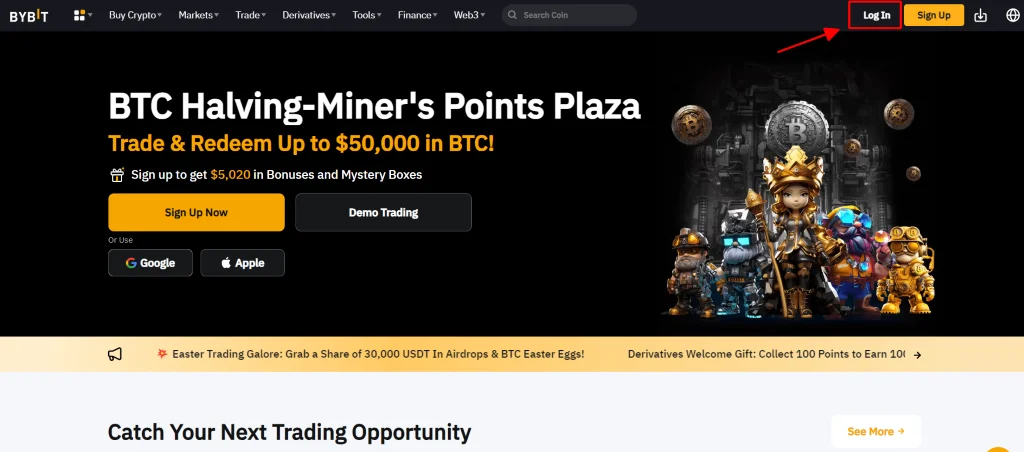 BYBIT
Buy Crypto
Markets
Trade
Derivatives
Tools
Finance
Web3
Search Coin
Log In
Sign Up
BTC Halving-Miner's Points Plaza
Trade & Redeem Up to $50,000 in BTC!
Sign up to get $5,020 in Bonuses and Mystery Boxes
Sign Up Now
Demo Trading
Or Use
Google
Apple
Easter Trading Galore: Grab a Share of 30,000 USDT In Airdrops & BTC Easter Eggs!
Derivatives Welcome Gift: Collect 100 Points to Earn
Catch Your Next Trading Opportunity
See More